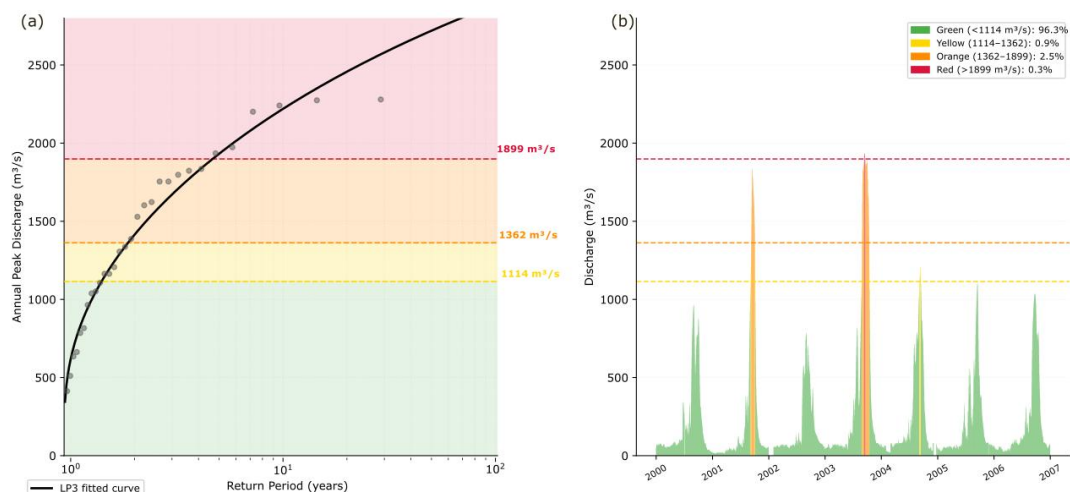 (a)
2500
2000
1500
1000
500
0
Annual Peak Discharge (m³/s)
1899 m³/s
1362 m³/s
1114 m³/s
10⁰
10¹
10²
Return Period (years)
LP3 fitted curve
(b)
Green (<1114 m³/s): 96.3%
Yellow (1114–1362): 0.9%
Orange (1362–1899): 2.5%
Red (>1899 m³/s): 0.3%
2500
2000
1500
1000
500
0
Discharge (m³/s)
2000
2001
2002
2003
2004
2005
2006
2007